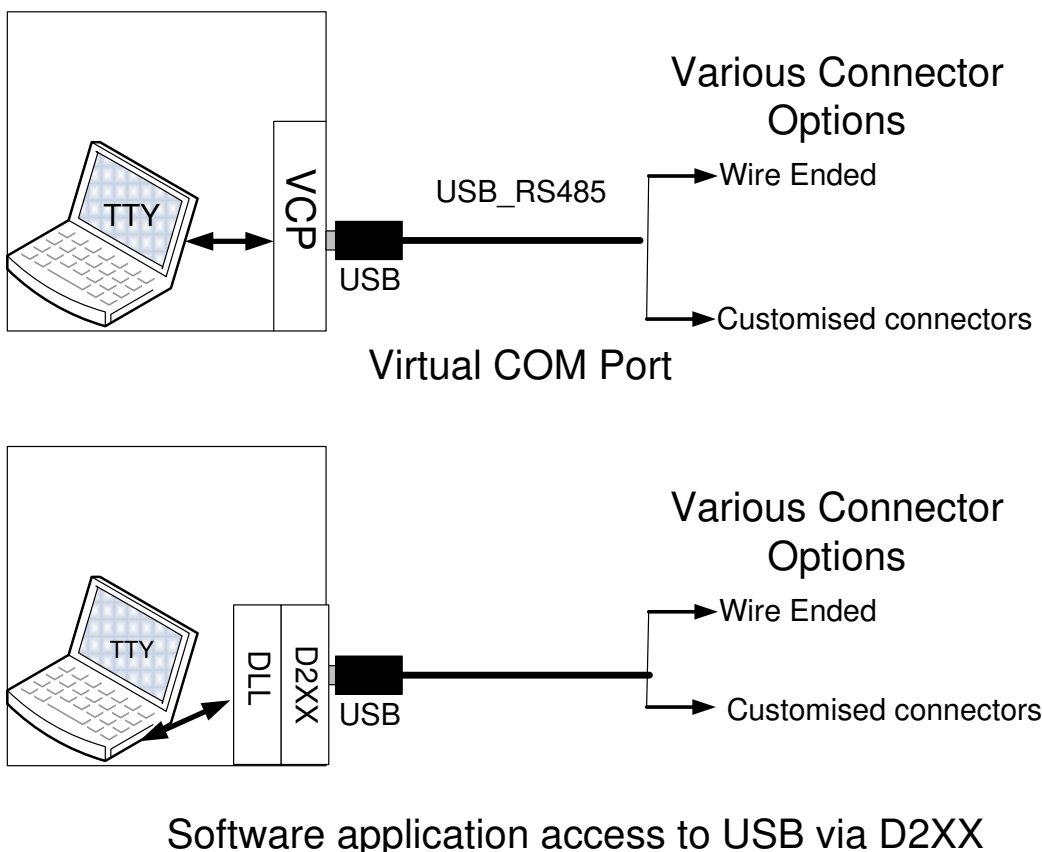 Various Connector
Options
Wire Ended
USB_RS485
TTY
VCP
USB
Customised connectors
Virtual COM Port
Various Connector
Options
Wire Ended
TTY
DLL
D2XX
USB
Customised connectors
Software application access to USB via D2XX